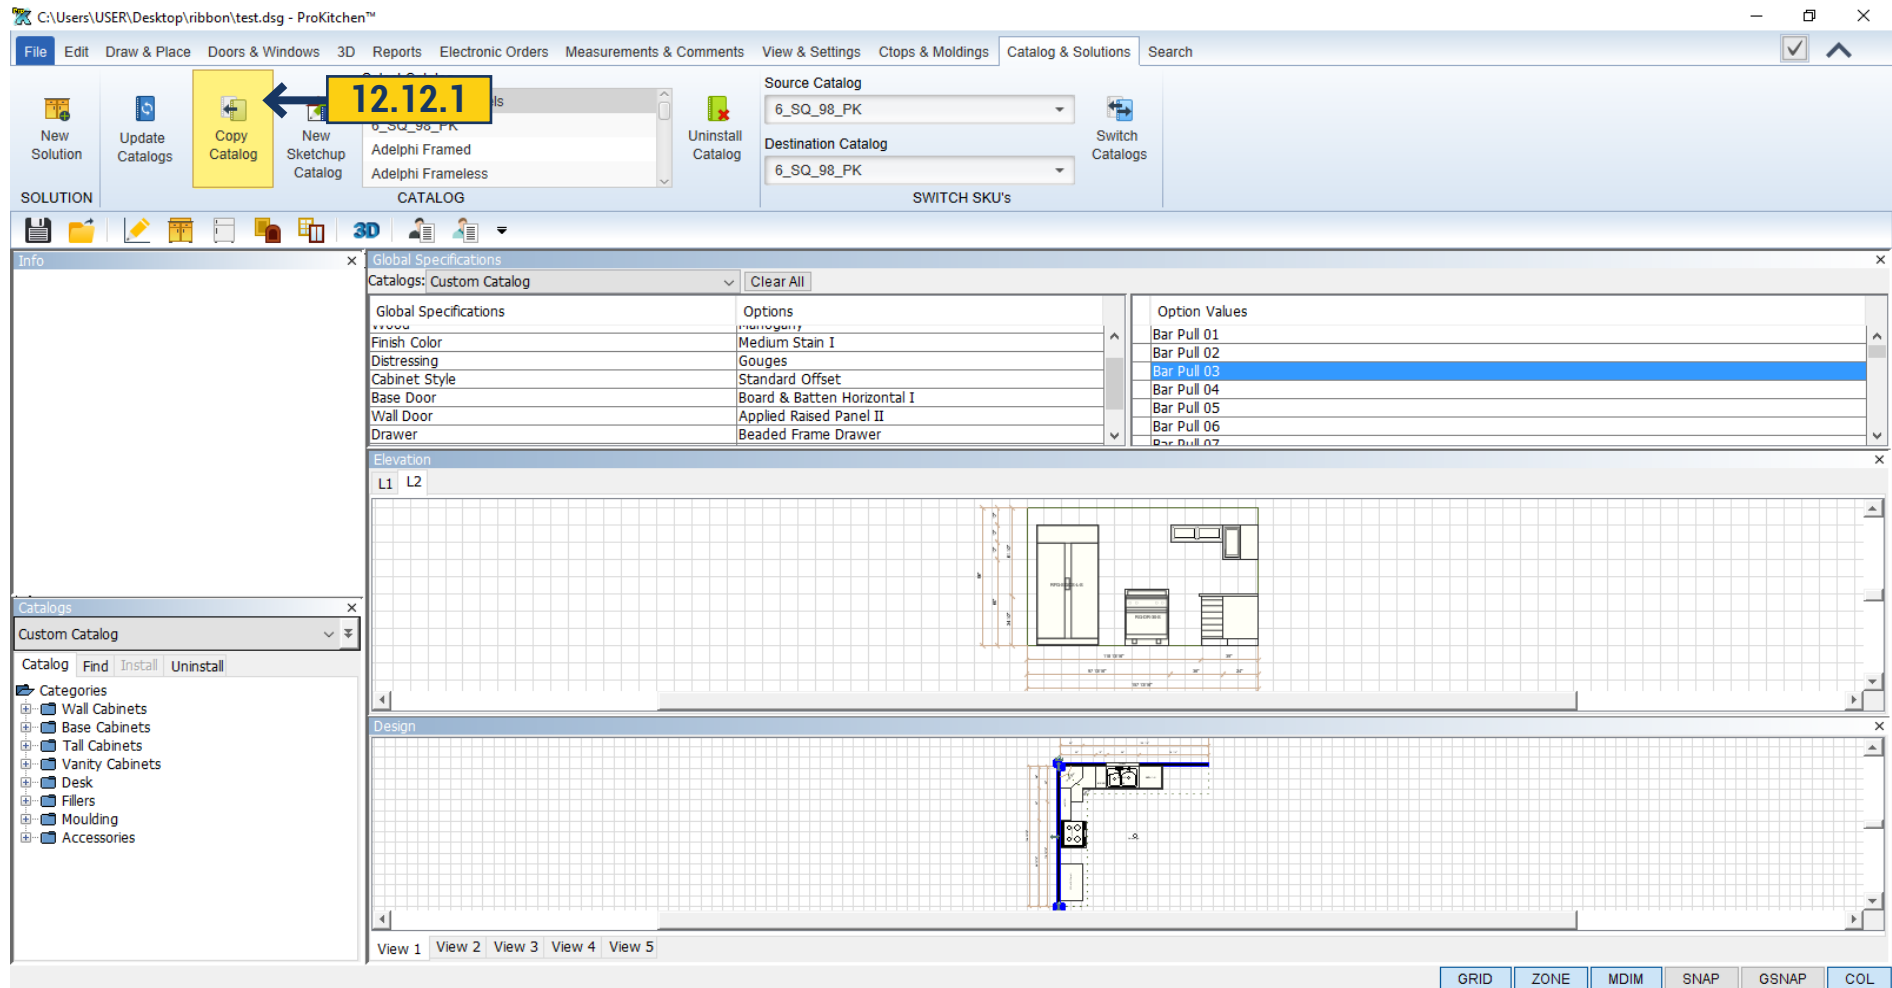 C:\Users\USER\Desktop\ribbon\test.dsg - ProKitchen™
File Edit Draw & Place Doors & Windows 3D Reports Electronic Orders Measurements & Comments View & Settings Ctops & Moldings Catalog & Solutions Search
New Solution
SOLUTION
Update Catalogs
Copy Catalog
New Sketchup Catalog
12.12.1
6_SQ_98_PK
Adelphi Framed
Adelphi Frameless
Uninstall Catalog
CATALOG
Source Catalog
6_SQ_98_PK
Destination Catalog
6_SQ_98_PK
Switch Catalogs
SWITCH SKU's
3D
Info
Global Specifications
Catalogs: Custom Catalog Clear All
Global Specifications Options
Wood Mahogany
Finish Color Medium Stain I
Distressing Gouges
Cabinet Style Standard Offset
Base Door Board & Batten Horizontal I
Wall Door Applied Raised Panel II
Drawer Beaded Frame Drawer
Option Values
Bar Pull 01
Bar Pull 02
Bar Pull 03
Bar Pull 04
Bar Pull 05
Bar Pull 06
Bar Pull 07
Elevation
L1 L2
Catalogs
Custom Catalog
Catalog Find Install Uninstall
Categories
Wall Cabinets
Base Cabinets
Tall Cabinets
Vanity Cabinets
Desk
Fillers
Moulding
Accessories
Design
View 1 View 2 View 3 View 4 View 5
GRID ZONE MDIM SNAP GSNAP COL